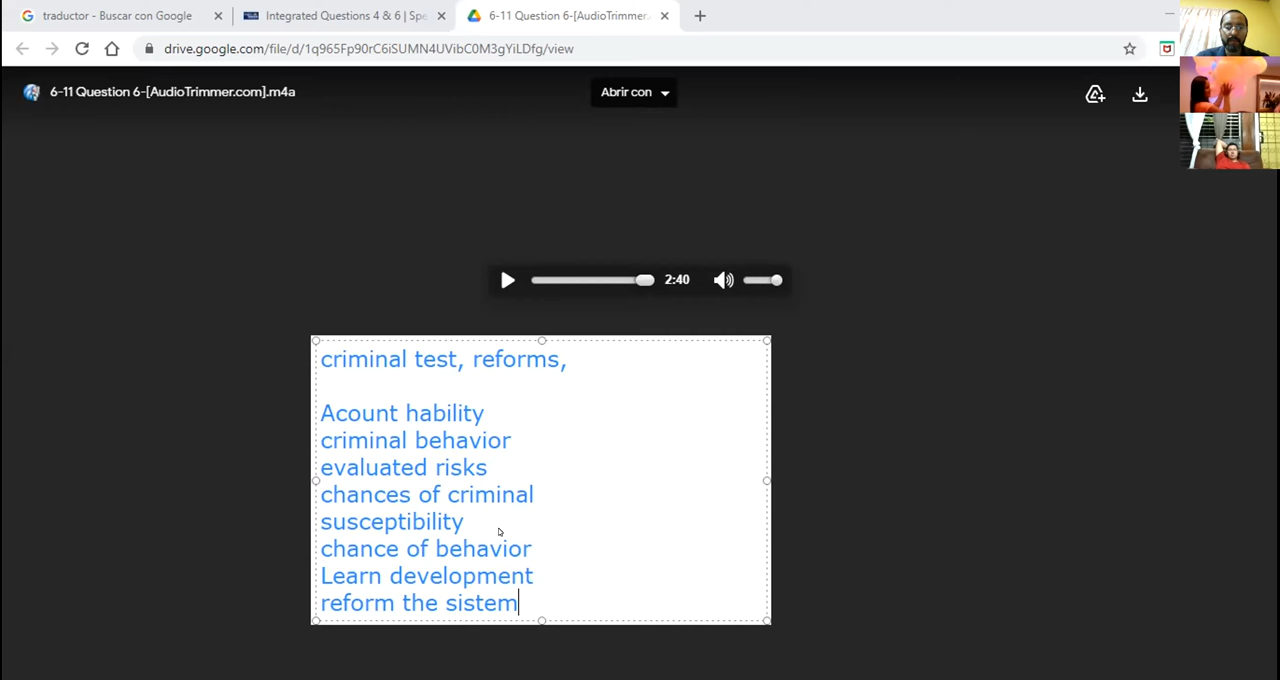 traductor - Buscar con Google
Integrated Questions 4 & 6 | Spe
6-11 Question 6-[AudioTrimmer.
drive.google.com/file/d/1q965Fp90rC6iSUMN4UVibC0M3gYiLDfg/view
6-11 Question 6-[AudioTrimmer.com].m4a
Abrir con
2:40
criminal test, reforms,
Acount hability
criminal behavior
evaluated risks
chances of criminal
susceptibility
chance of behavior
Learn development
reform the sistem